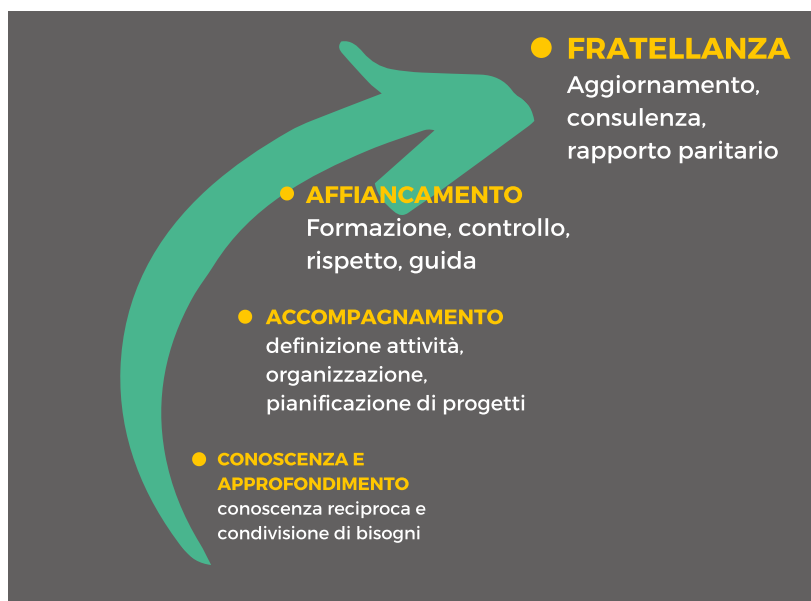 FRATELLANZA
Aggiornamento,
consulenza,
rapporto paritario
AFFIANCAMENTO
Formazione, controllo,
rispetto, guida
ACCOMPAGNAMENTO
definizione attività,
organizzazione,
pianificazione di progetti
CONOSCENZA E
APPROFONDIMENTO
conoscenza reciproca e
condivisione di bisogni